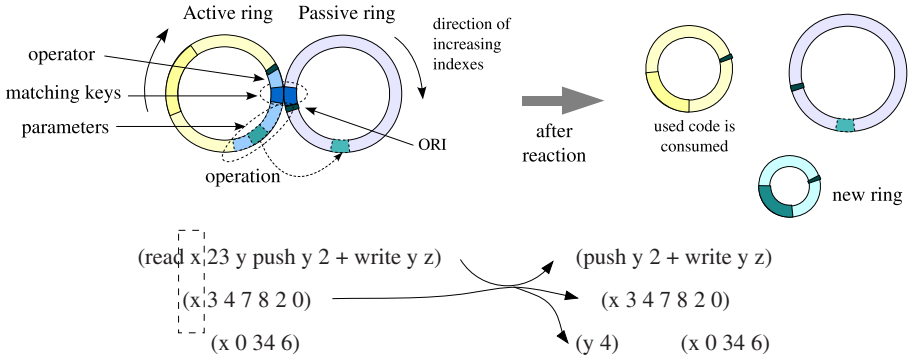 Active ring
Passive ring
direction of
increasing
indexes
operator
matching keys
parameters
operation
ORI
after
reaction
used code is
consumed
new ring
(read x 23 y push y 2 + write y z)
(push y 2 + write y z)
(x 3 4 7 8 2 0)
(x 3 4 7 8 2 0)
(x 0 34 6)
(y 4)
(x 0 34 6)